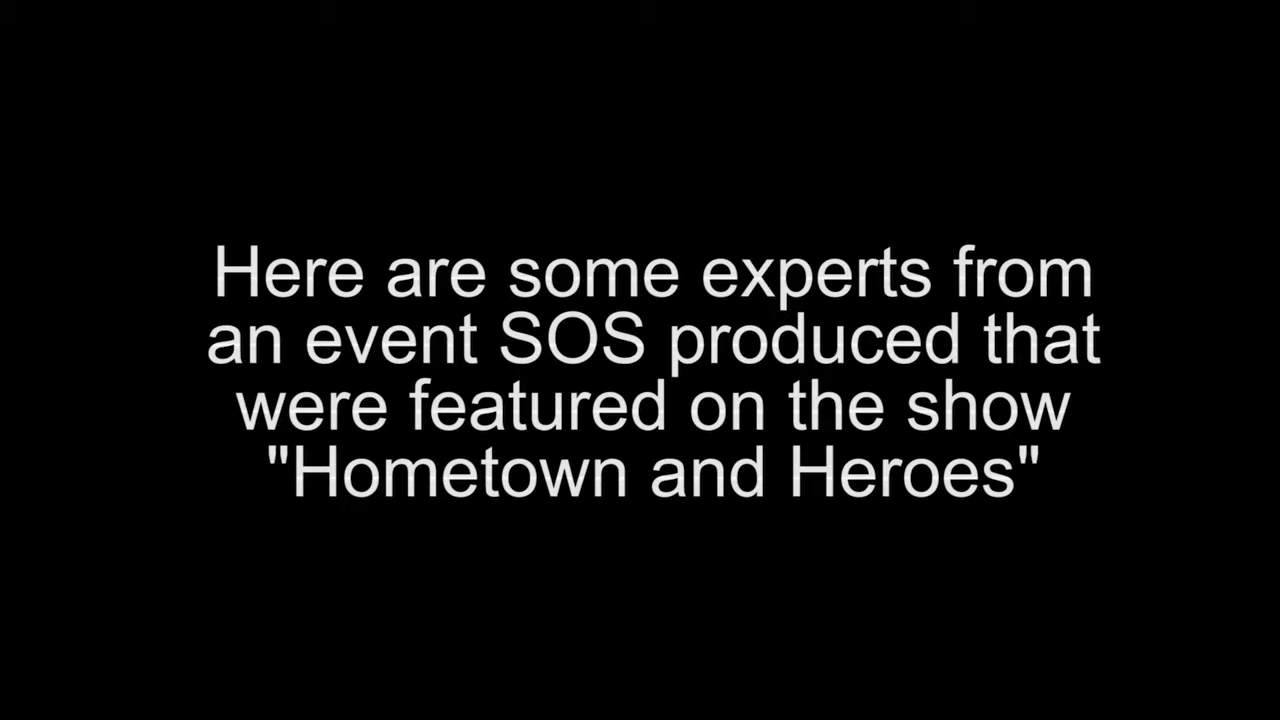 Here are some experts from
an event SOS produced that
were featured on the show
"Hometown and Heroes"